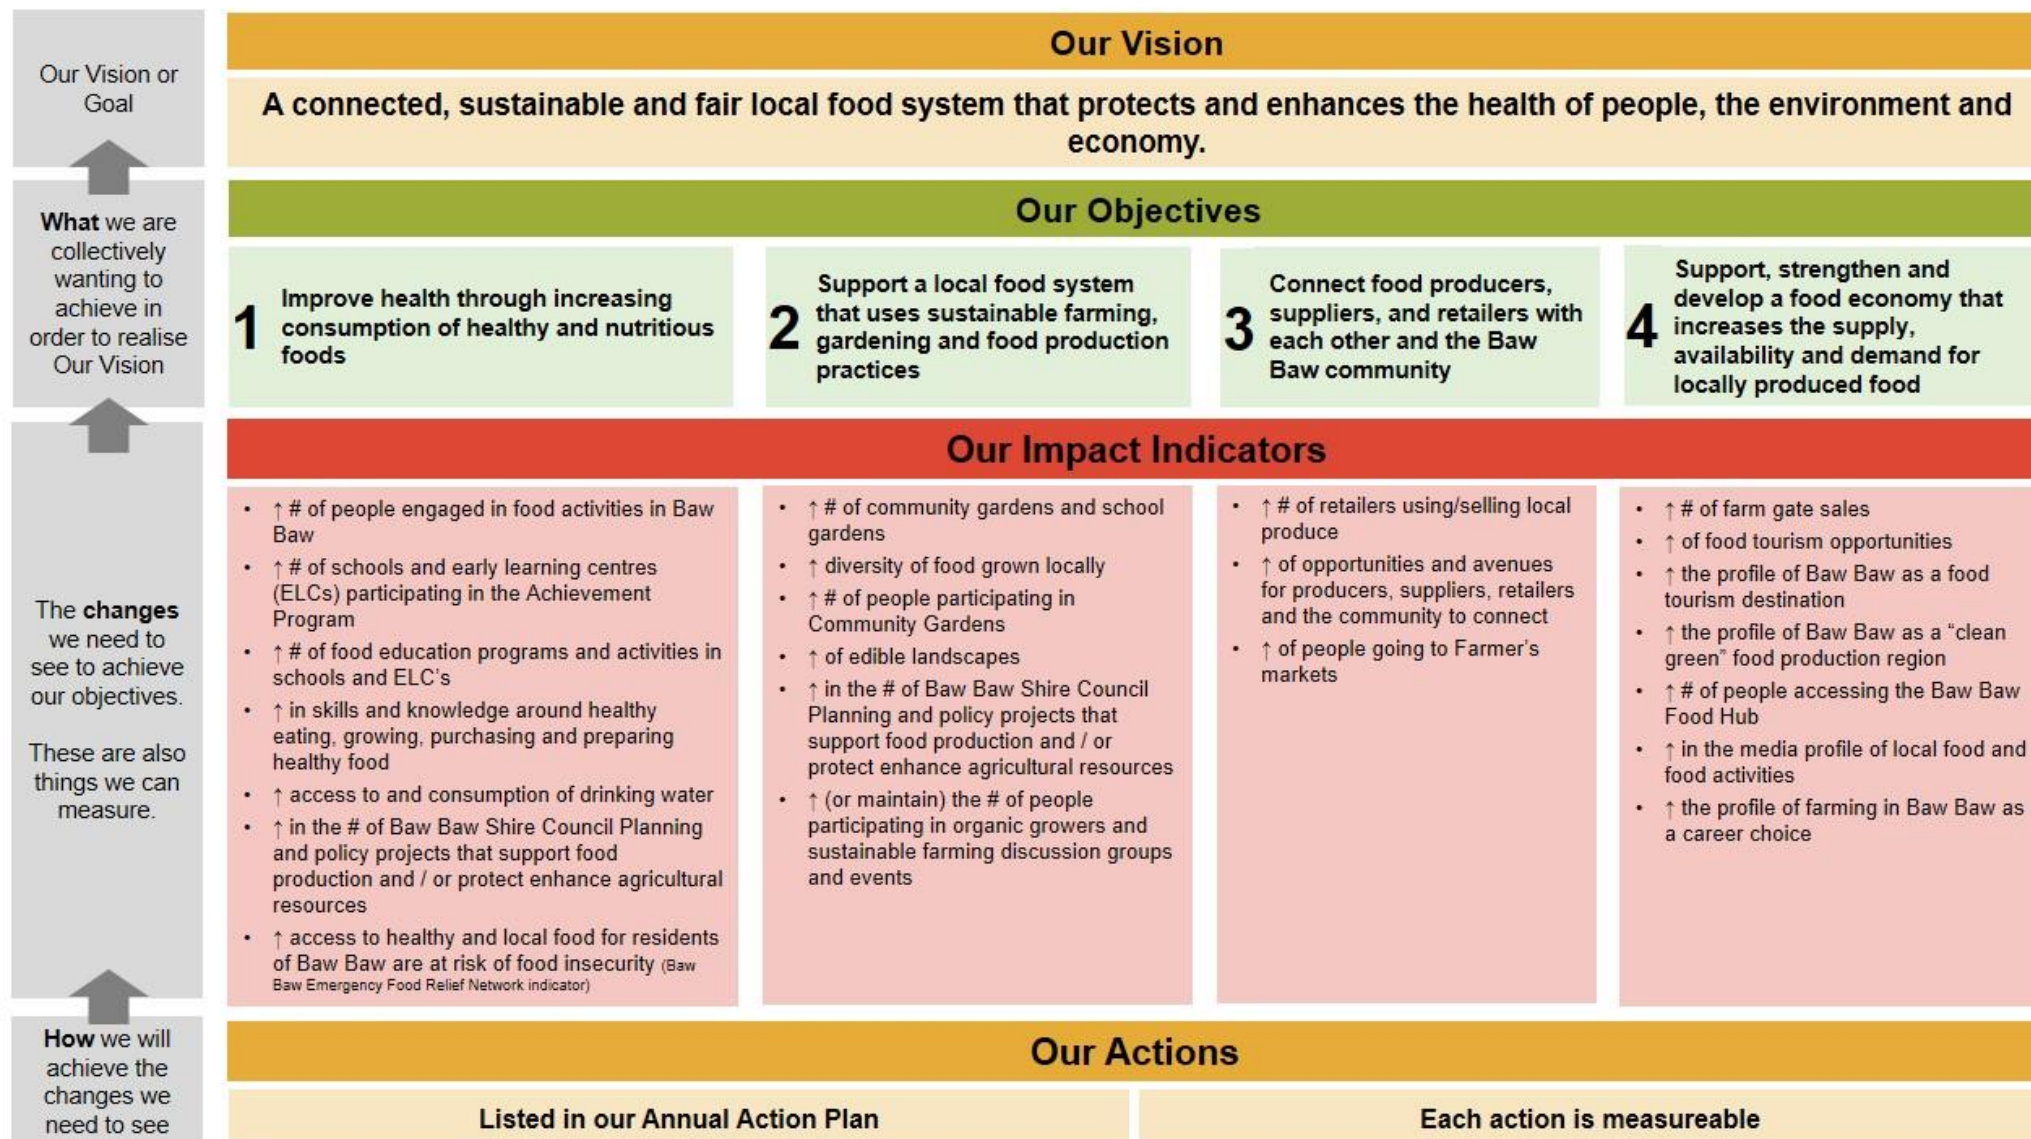 Our Vision or
Goal
Our Vision
A connected, sustainable and fair local food system that protects and enhances the health of people, the environment and
economy.
What we are
collectively
wanting to
achieve in
order to realise
Our Vision
Our Objectives
1
Improve health through increasing
consumption of healthy and nutritious
foods
2
Support a local food system
that uses sustainable farming,
gardening and food production
practices
3
Connect food producers,
suppliers, and retailers with
each other and the Baw
Baw community
4
Support, strengthen and
develop a food economy that
increases the supply,
availability and demand for
locally produced food
The changes
we need to
see to achieve
our objectives.
These are also
things we can
measure.
Our Impact Indicators
• ↑ # of people engaged in food activities in Baw
Baw
• ↑ # of schools and early learning centres
(ELCs) participating in the Achievement
Program
• ↑ # of food education programs and activities in
schools and ELC's
• ↑ in skills and knowledge around healthy
eating, growing, purchasing and preparing
healthy food
• ↑ access to and consumption of drinking water
• ↑ in the # of Baw Baw Shire Council Planning
and policy projects that support food
production and / or protect enhance agricultural
resources
• ↑ access to healthy and local food for residents
of Baw Baw are at risk of food insecurity (Baw
Baw Emergency Food Relief Network indicator)
• ↑ # of community gardens and school
gardens
• ↑ diversity of food grown locally
• ↑ # of people participating in
Community Gardens
• ↑ of edible landscapes
• ↑ in the # of Baw Baw Shire Council
Planning and policy projects that
support food production and / or
protect enhance agricultural resources
• ↑ (or maintain) the # of people
participating in organic growers and
sustainable farming discussion groups
and events
• ↑ # of retailers using/selling local
produce
• ↑ of opportunities and avenues
for producers, suppliers, retailers
and the community to connect
• ↑ of people going to Farmer's
markets
• ↑ # of farm gate sales
• ↑ of food tourism opportunities
• ↑ the profile of Baw Baw as a food
tourism destination
• ↑ the profile of Baw Baw as a “clean
green” food production region
• ↑ # of people accessing the Baw Baw
Food Hub
• ↑ in the media profile of local food and
food activities
• ↑ the profile of farming in Baw Baw as
a career choice
How we will
achieve the
changes we
need to see
Our Actions
Listed in our Annual Action Plan
Each action is measureable